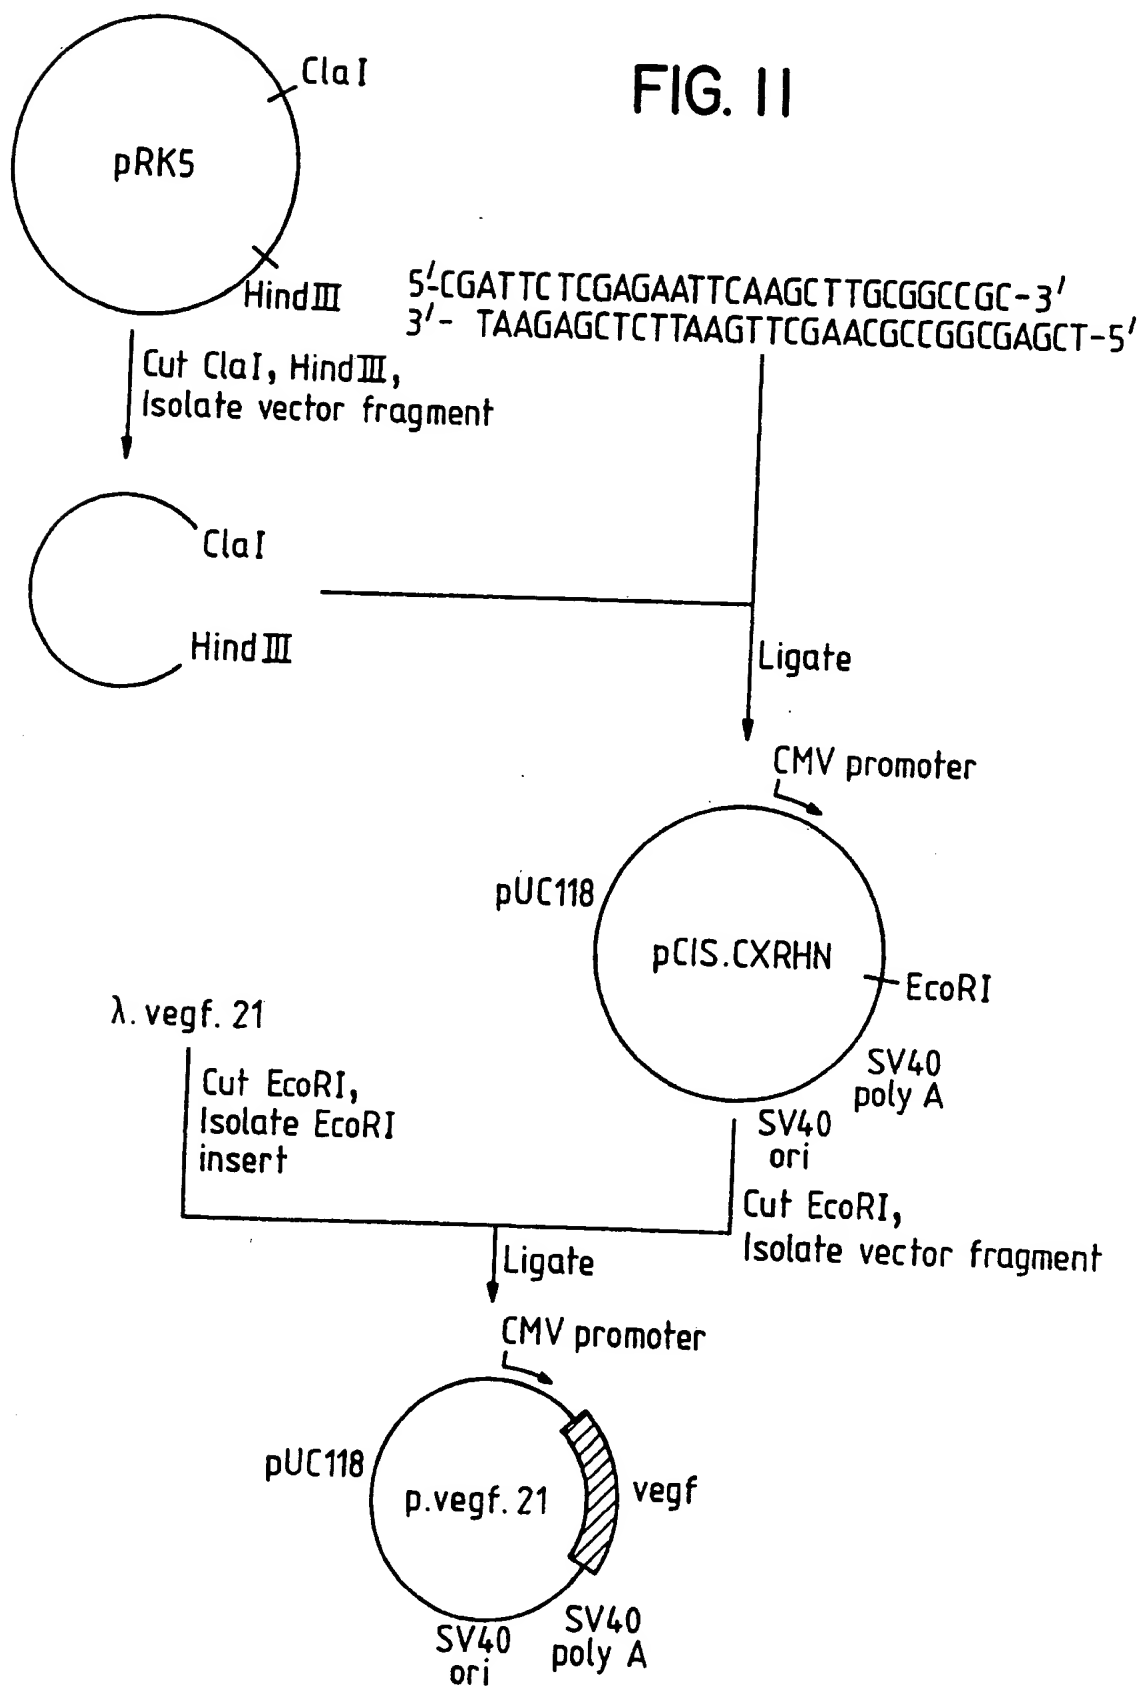 FIG. 11
ClaI
pRK5
HindIII
5'-CGATTCTCGAGAATTCAAGCTTGCGGCCGC-3'
3'- TAAGAGCTCTTAAGTTCGAACGCCGGCGAGCT-5'
Cut ClaI, HindIII,
Isolate vector fragment
ClaI
HindIII
Ligate
CMV promoter
pUC118
pCIS.CXRHN
EcoRI
SV40
poly A
SV40
ori
λ.vegf.21
Cut EcoRI,
Isolate EcoRI
insert
Cut EcoRI,
Isolate vector fragment
Ligate
CMV promoter
pUC118
p.vegf.21
vegf
SV40
poly A
SV40
ori